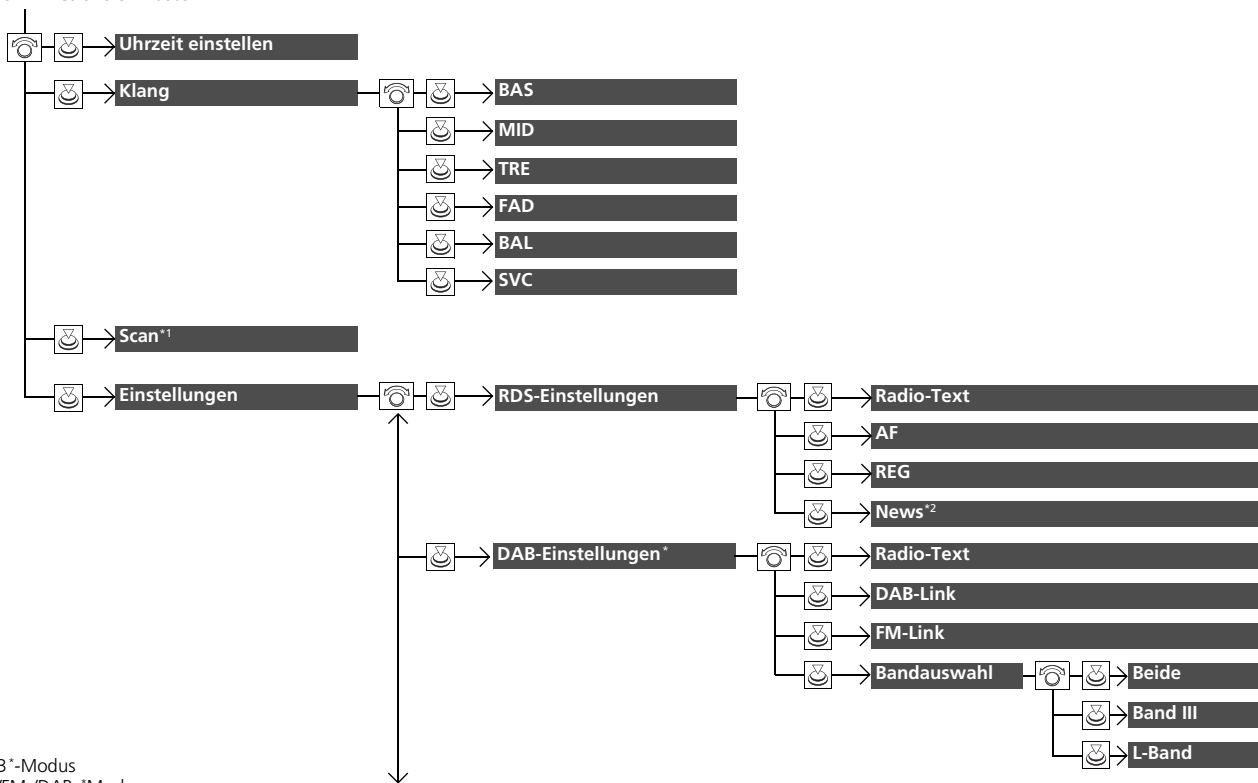 Uhrzeit einstellen
Klang
BAS
MID
TRE
FAD
BAL
SVC
Scan*1
Einstellungen
RDS-Einstellungen
Radio-Text
AF
REG
News*2
DAB-Einstellungen*
Radio-Text
DAB-Link
FM-Link
Bandauswahl
Beide
Band III
L-Band
*-Modus